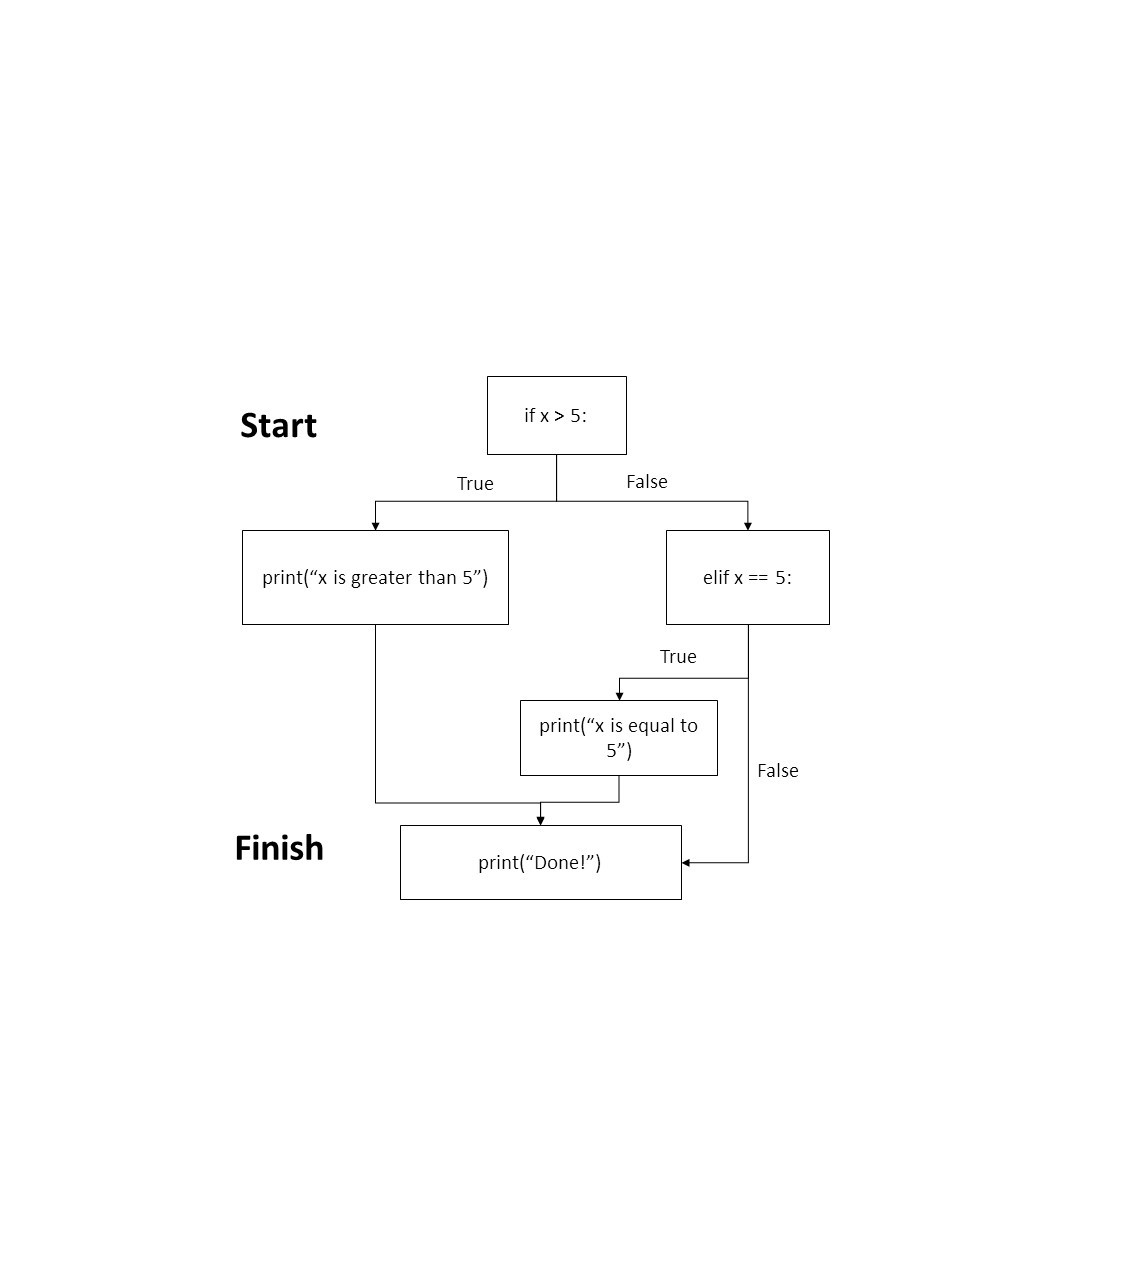 Start
if x > 5:
True
False
print(“x is greater than 5”)
elif x == 5:
True
print(“x is equal to
5”)
False
Finish
print(“Done!”)